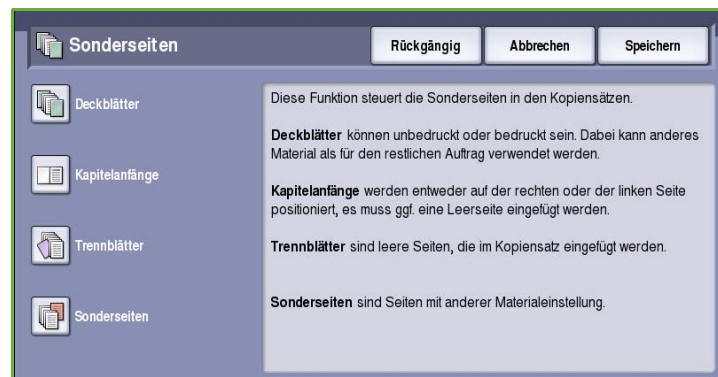 Sonderseiten
Rückgängig
Abbrechen
Speichern
Deckblätter
Kapitelanfänge
Trennblätter
Sonderseiten
Diese Funktion steuert die Sonderseiten in den Kopiensätzen.
Deckblätter können unbedruckt oder bedruckt sein. Dabei kann anderes
Material als für den restlichen Auftrag verwendet werden.
Kapitelanfänge werden entweder auf der rechten oder der linken Seite
positioniert, es muss ggf. eine Leerseite eingefügt werden.
Trennblätter sind leere Seiten, die im Kopiensatz eingefügt werden.
Sonderseiten sind Seiten mit anderer Materialeinstellung.